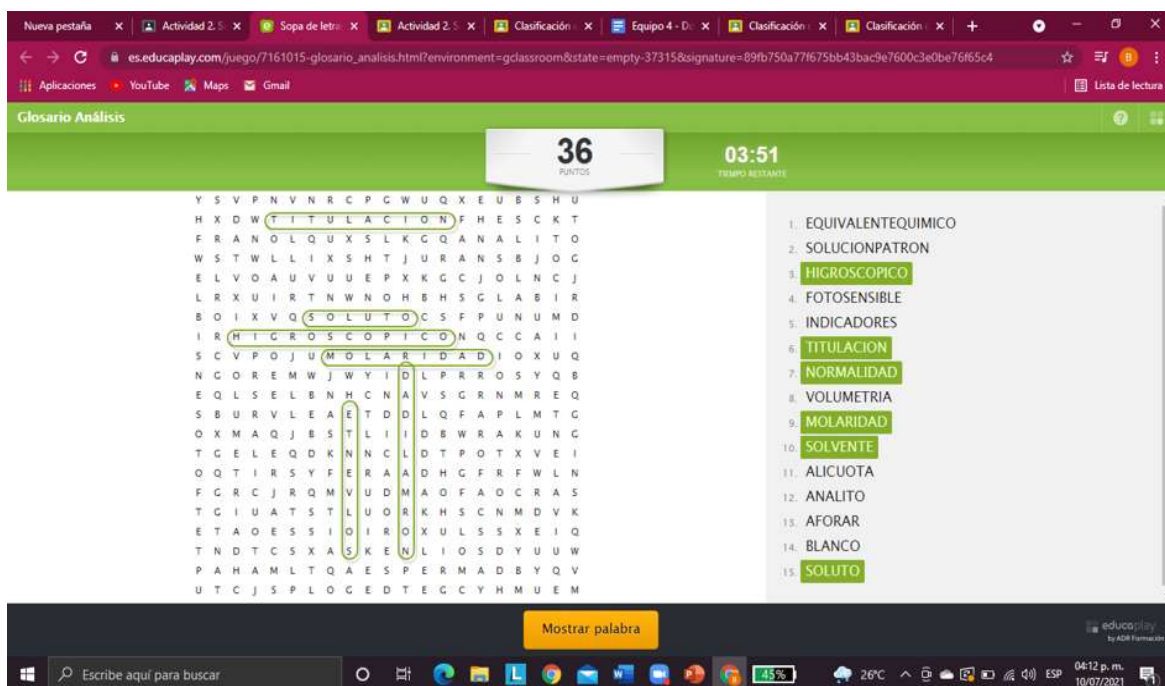 Nueva pestaña Actividad 2. S Sopa de letra Actividad 2. S Clasificación Equipo 4 - Do Clasificación Clasificación
es.educaplay.com/juego/7161015-glosario_analisis.html?environment=gclassroom&state=empty-37315&signature=89fb750a77f675bb43bac9e7600c3e0be76f65c4
Aplicaciones YouTube Maps Gmail Lista de lectura
Glosario Análisis
36
PUNTOS
03:51
TIEMPO RESTANTE
Y S V P N V N R C P G W U Q X E U B S H U
H X D W T I T U L A C I O N F H E S C K T
F R A N O L Q U X S L K G Q A N A L I T O
W S T W L L I X S H T J U R A N S B J O G
E L V O A U V U U E P X K G C J O L N C J
L R X U I R T N W N O H B H S G L A B I R
B O I X V Q S O L U T O C S F P U N U M D
I R H I G R O S C O P I C O N Q C C A I I
S C V P O J U M O L A R I D A D I O X U Q
N G O R E M W J W Y I D L P R R O S Y Q B
E Q L S E L B N H C N A V S G R N M R E Q
S B U R V L E A E T D D L Q F A P L M T G
O X M A Q J B S T L I I D B W R A K U N G
T G E L E Q D K N N C L D T P O T X V E I
O Q T I R S Y F E R A A D H G F R F W L N
F G R C J R Q M V U D M A O F A O C R A S
T G I U A T S T L U O R K H S C N M D V K
E T A O E S S I O I R O X U L S S X E I Q
T N D T C S X A S K E N L I O S D Y U U W
P A H A M L T Q A E S P E R M A D B Y Q V
U T C J S P L O G E D T E G C Y H M U E M
1. EQUIVALENTEQUIMICO
2. SOLUCIONPATRON
3. HIGROSCOPICO
4. FOTOSENSIBLE
5. INDICADORES
6. TITULACION
7. NORMALIDAD
8. VOLUMETRIA
9. MOLARIDAD
10. SOLVENTE
11. ALICUOTA
12. ANALITO
13. AFORAR
14. BLANCO
15. SOLUTO
Mostrar palabra
educaplay
by ADR Formación
Escribe aquí para buscar 45% 26°C ESP 04:12 p. m.
10/07/2021